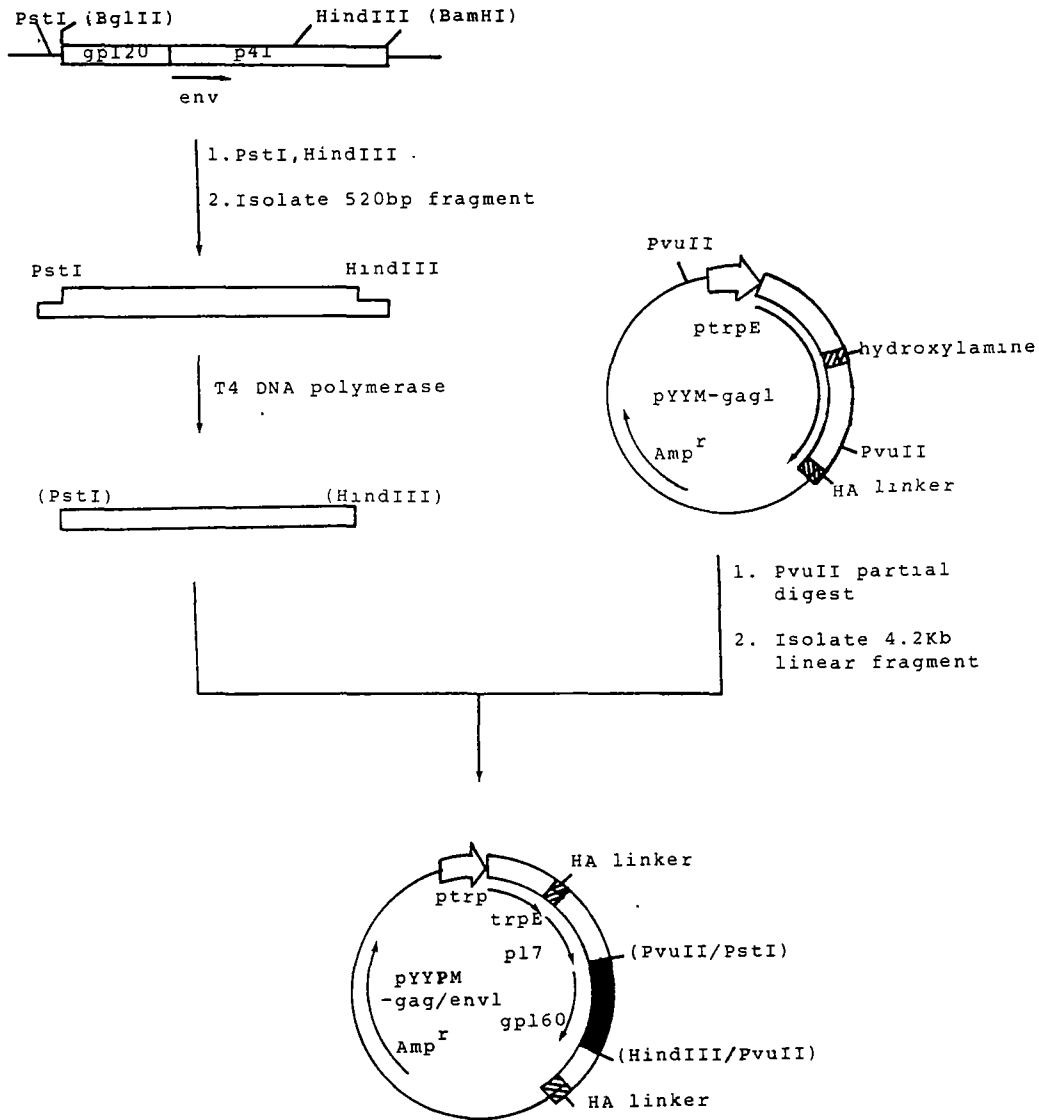 PstI (BglII)
HindIII (BamHI)
gp120
p41
env
1.PstI,HindIII
2.Isolate 520bp fragment
PstI
HindIII
T4 DNA polymerase
(PstI)
(HindIII)
PvuII
ptrpE
hydroxylamine
pYYM-gag1
Amp^r
PvuII
HA linker
1. PvuII partial
digest
2. Isolate 4.2Kb
linear fragment
HA linker
ptrp
trpE
p17
(PvuII/PstI)
pYYPM
-gag/env1
gp160
Amp^r
(HindIII/PvuII)
HA linker